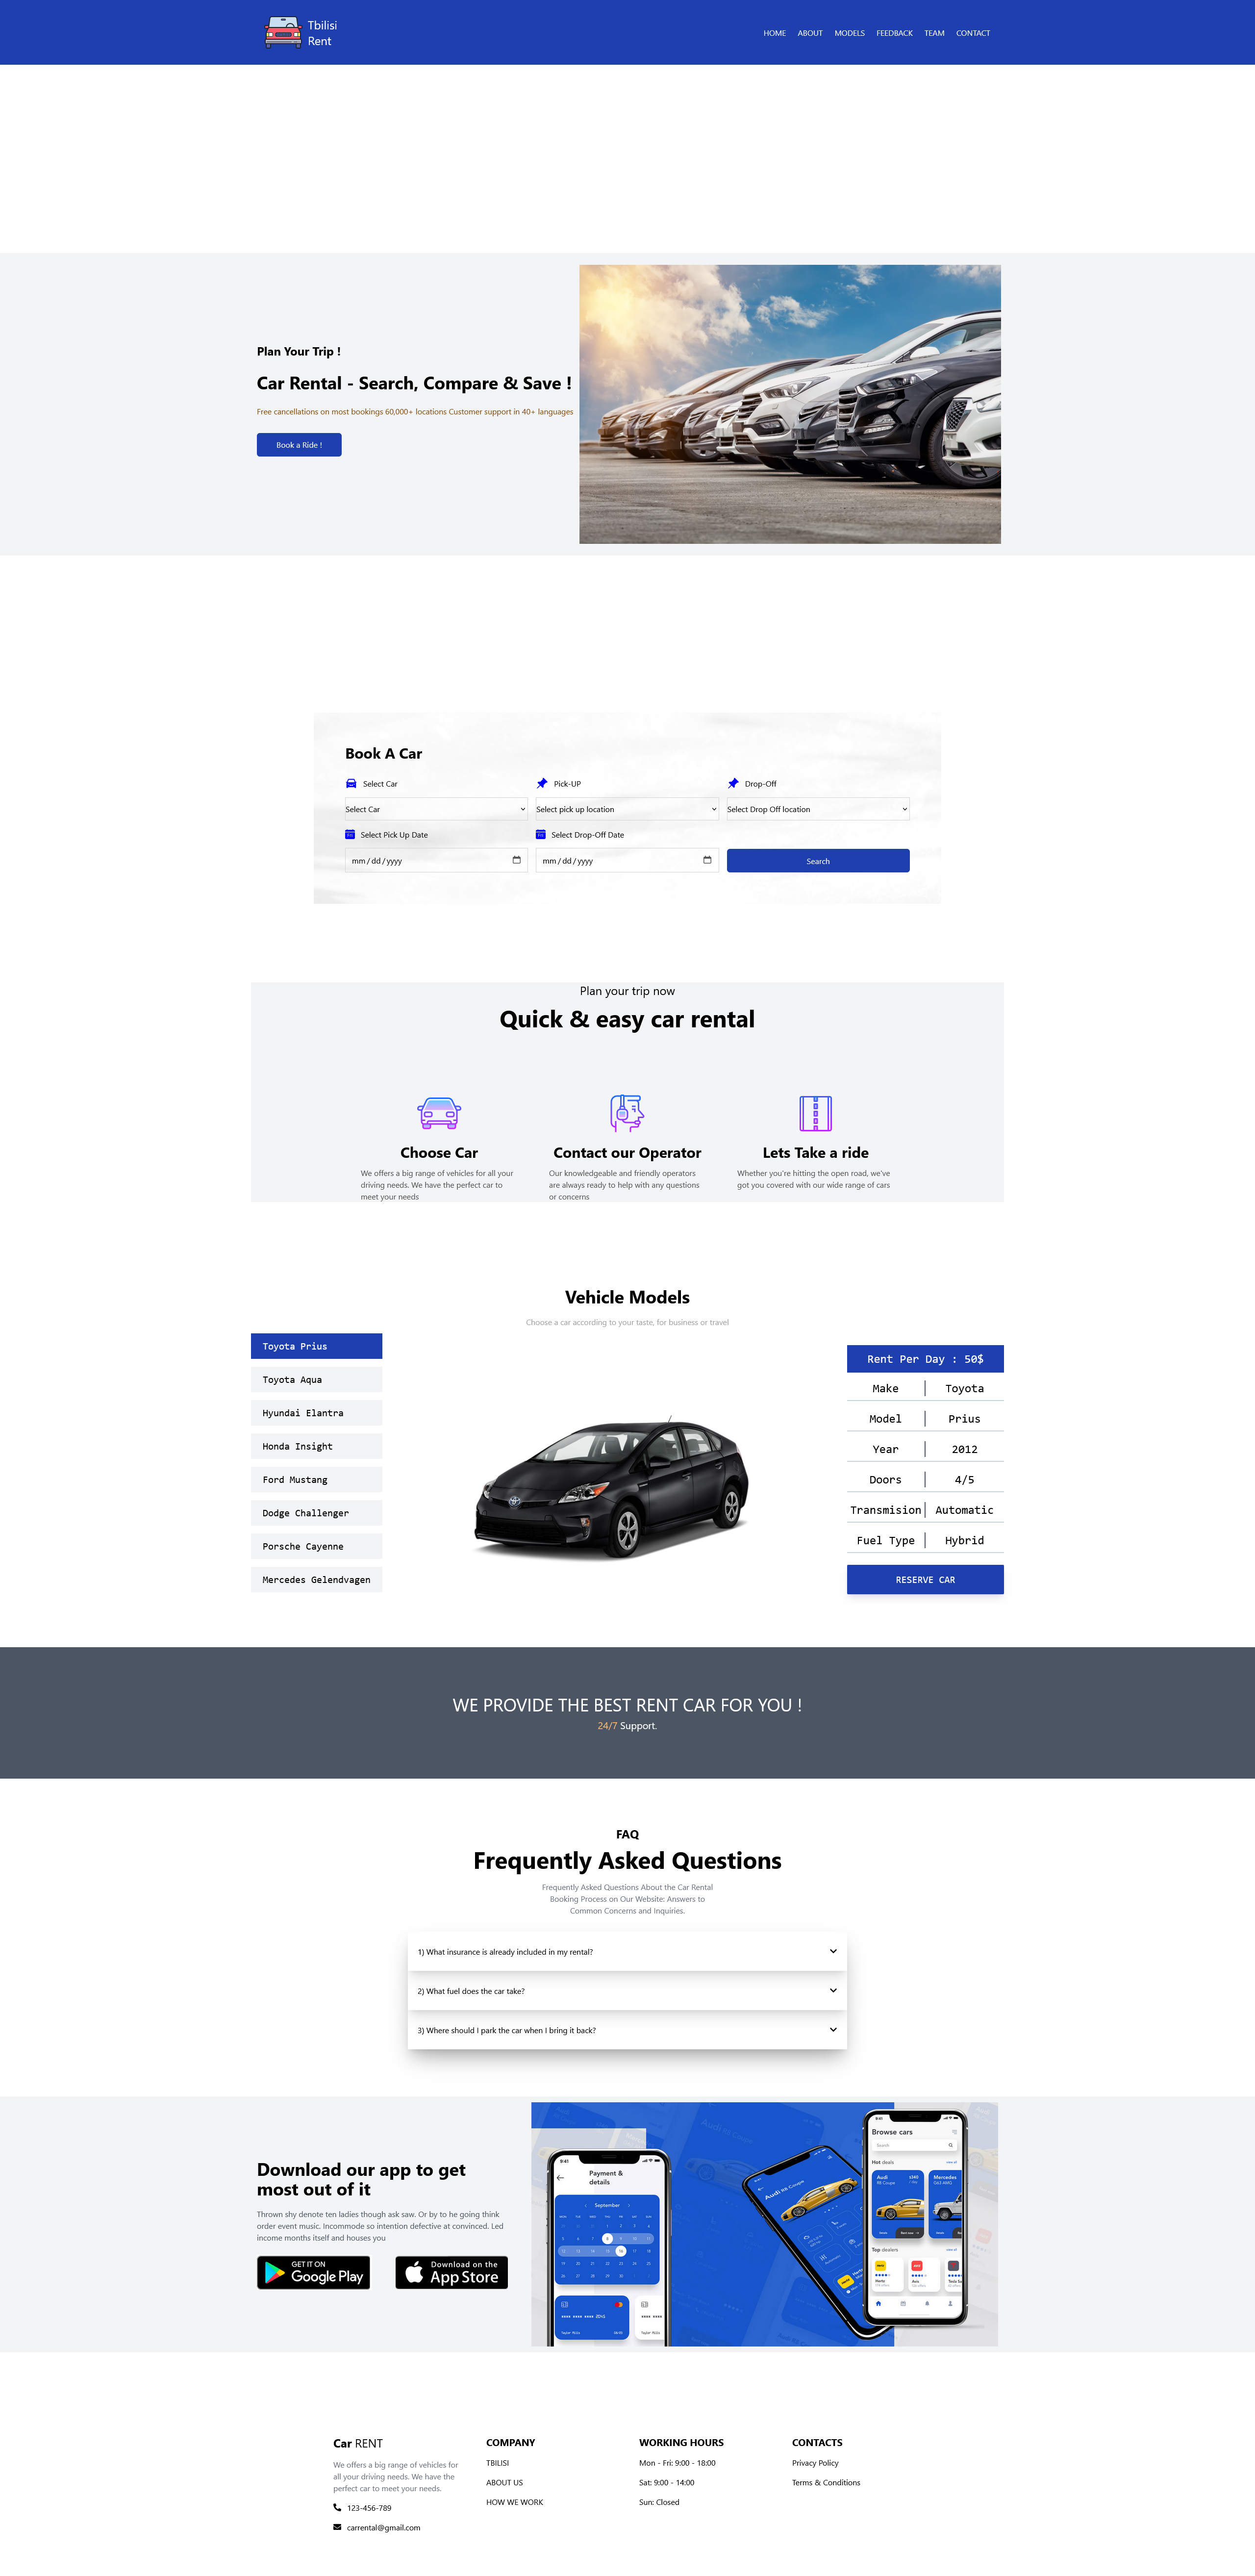 Tbilisi
Rent
HOME ABOUT MODELS FEEDBACK TEAM CONTACT
Plan Your Trip !
Car Rental - Search, Compare & Save !
Free cancellations on most bookings 60,000+ locations Customer support in 40+ languages
Book a Ride !
Book A Car
Select Car
Pick-UP
Drop-Off
Select Car
Select pick up location
Select Drop Off location
Select Pick Up Date
Select Drop-Off Date
mm/dd/yyyy
mm/dd/yyyy
Search
Plan your trip now
Quick & easy car rental
Choose Car
We offers a big range of vehicles for all your
driving needs. We have the perfect car to
meet your needs
Contact our Operator
Our knowledgeable and friendly operators
are always ready to help with any questions
or concerns
Lets Take a ride
Whether you're hitting the open road, we've
got you covered with our wide range of cars
Vehicle Models
Choose a car according to your taste, for business or travel
Toyota Prius
Toyota Aqua
Hyundai Elantra
Honda Insight
Ford Mustang
Dodge Challenger
Porsche Cayenne
Mercedes Gelendvagen
Rent Per Day : 50$
Make Toyota
Model Prius
Year 2012
Doors 4/5
Transmision Automatic
Fuel Type Hybrid
RESERVE CAR
WE PROVIDE THE BEST RENT CAR FOR YOU !
24/7 Support.
FAQ
Frequently Asked Questions
Frequently Asked Questions About the Car Rental
Booking Process on Our Website: Answers to
Common Concerns and Inquiries.
1) What insurance is already included in my rental?
2) What fuel does the car take?
3) Where should I park the car when I bring it back?
Download our app to get
most out of it
Thrown shy denote ten ladies though ask saw. Or by to he going think
order event music. Incommode so intention defective at convinced. Led
income months itself and houses you
GET IT ON
Google Play
Download on the
App Store
9:41
Payment &
details
September
Audi
R8 Coupe
9:41
Browse cars
Search
Hot deals
Audi
R8 Coupe
$340
Mercedes
Top dealers
Car RENT
We offers a big range of vehicles for
all your driving needs. We have the
perfect car to meet your needs.
123-456-789
carrental@gmail.com
COMPANY
TBILISI
ABOUT US
HOW WE WORK
WORKING HOURS
Mon - Fri: 9:00 - 18:00
Sat: 9:00 - 14:00
Sun: Closed
CONTACTS
Privacy Policy
Terms & Conditions